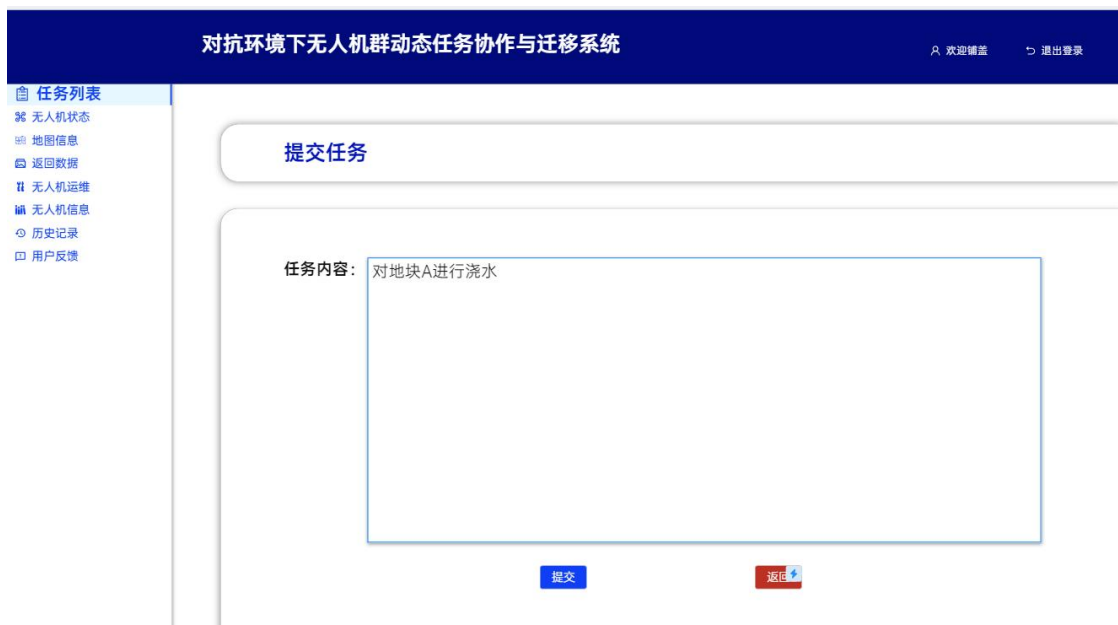 对抗环境下无人机群动态任务协作与迁移系统
欢迎铺盖
退出登录
任务列表
无人机状态
地图信息
返回数据
无人机运维
无人机信息
历史记录
用户反馈
提交任务
任务内容：
对地块A进行浇水
提交
返回